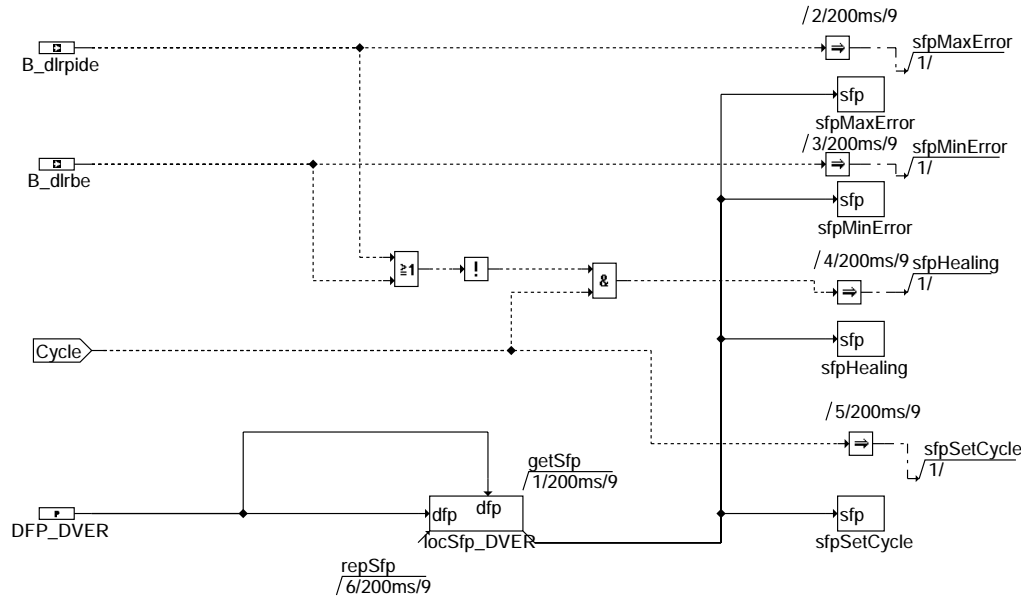 /2/200ms/9
sfpMaxError
1/
B_dlrpide
sfp
sfpMaxError
/3/200ms/9
sfpMinError
1/
B_dlrbe
sfp
sfpMinError
≧1
!
&
/4/200ms/9
sfpHealing
1/
Cycle
sfp
sfpHealing
/5/200ms/9
sfpSetCycle
1/
getSfp
/1/200ms/9
P
DFP_DVER
dfp
dfp
locSfp_DVER
sfp
sfpSetCycle
repSfp
/6/200ms/9